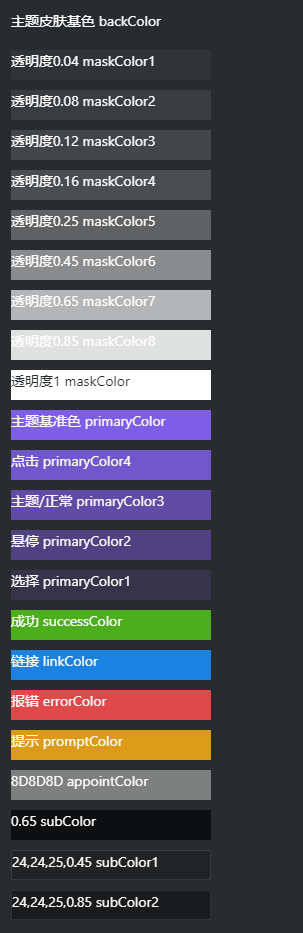 主题皮肤基色 backColor
透明度0.04 maskColor1
透明度0.08 maskColor2
透明度0.12 maskColor3
透明度0.16 maskColor4
透明度0.25 maskColor5
透明度0.45 maskColor6
透明度0.65 maskColor7
透明度0.85 maskColor8
透明度1 maskColor
主题基准色 primaryColor
点击 primaryColor4
主题/正常 primaryColor3
悬停 primaryColor2
选择 primaryColor1
成功 successColor
链接 linkColor
报错 errorColor
提示 promptColor
8D8D8D appointColor
0.65 subColor
24,24,25,0.45 subColor1
24,24,25,0.85 subColor2